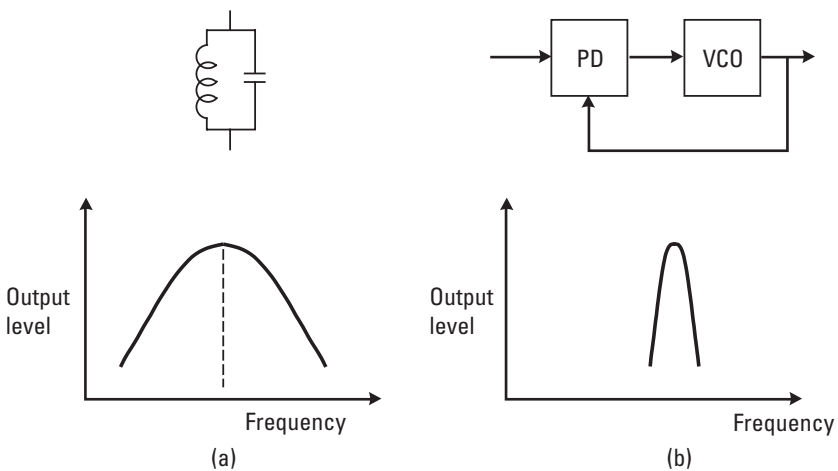 PD
VCO
Output
level
Frequency
(a)
Output
level
Frequency
(b)